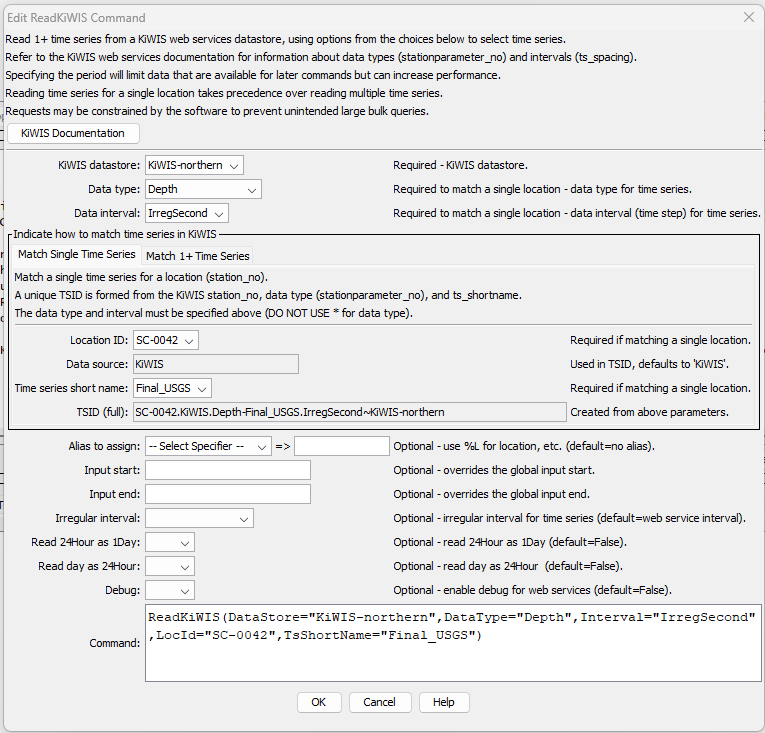 Edit ReadKiWIS Command
Read 1+ time series from a KiWIS web services datastore, using options from the choices below to select time series.
Refer to the KiWIS web services documentation for information about data types (stationparameter_no) and intervals (ts_spacing).
Specifying the period will limit data that are available for later commands but can increase performance.
Reading time series for a single location takes precedence over reading multiple time series.
Requests may be constrained by the software to prevent unintended large bulk queries.
KiWIS Documentation
KiWIS datastore: KiWIS-northern Required - KiWIS datastore.
Data type: Depth Required to match a single location - data type for time series.
Data interval: IrregSecond Required to match a single location - data interval (time step) for time series.
Indicate how to match time series in KiWIS
Match Single Time Series Match 1+ Time Series
Match a single time series for a location (station_no).
A unique TSID is formed from the KiWIS station_no, data type (stationparameter_no), and ts_shortname.
The data type and interval must be specified above (DO NOT USE * for data type).
Location ID: SC-0042 Required if matching a single location.
Data source: KiWIS Used in TSID, defaults to 'KiWIS'.
Time series short name: Final_USGS Required if matching a single location.
TSID (full): SC-0042.KiWIS.Depth-Final_USGS.IrregSecond~KiWIS-northern Created from above parameters.
Alias to assign: -- Select Specifier -- => Optional - use %L for location, etc. (default=no alias).
Input start: Optional - overrides the global input start.
Input end: Optional - overrides the global input end.
Irregular interval: Optional - irregular interval for time series (default=web service interval).
Read 24Hour as 1Day: Optional - read 24Hour as 1Day (default=False).
Read day as 24Hour: Optional - read day as 24Hour (default=False).
Debug: Optional - enable debug for web services (default=False).
Command: ReadKiWIS(DataStore="KiWIS-northern",DataType="Depth",Interval="IrregSecond"
,LocId="SC-0042",TsShortName="Final_USGS")
OK Cancel Help